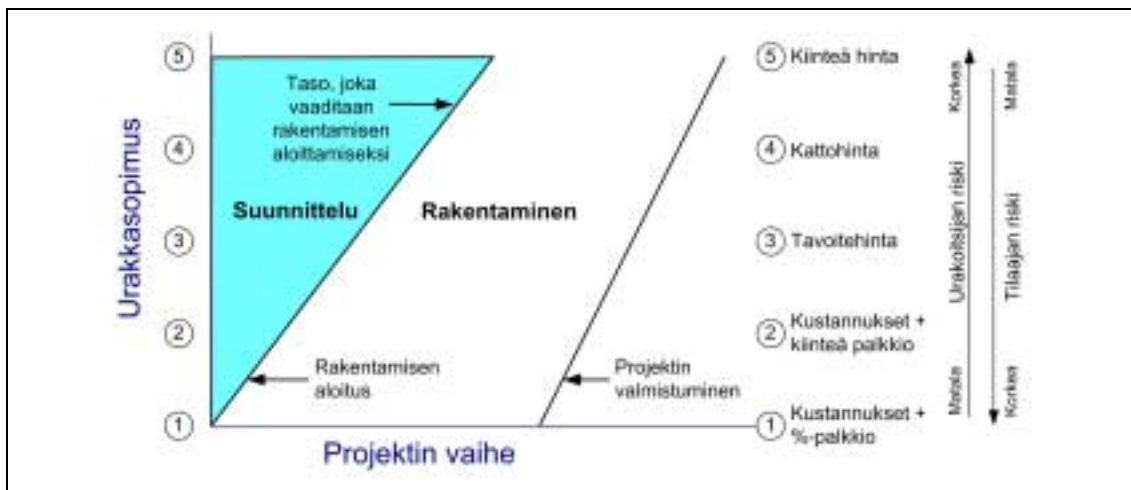 Urakkasopimus
5
4
3
2
1
Taso, joka
vaaditaan
rakentamisen
aloittamiseksi
Suunnittelu
Rakentaminen
Rakentamisen
aloitus
Projektin
valmistuminen
Projektin vaihe
5 Kiinteä hinta
4 Kattohinta
3 Tavoitehinta
2 Kustannukset +
kiinteä palkkio
1 Kustannukset +
%-palkkio
Matala Urakoitsijan riski Korkea
Korkea Tilaajan riski Matala